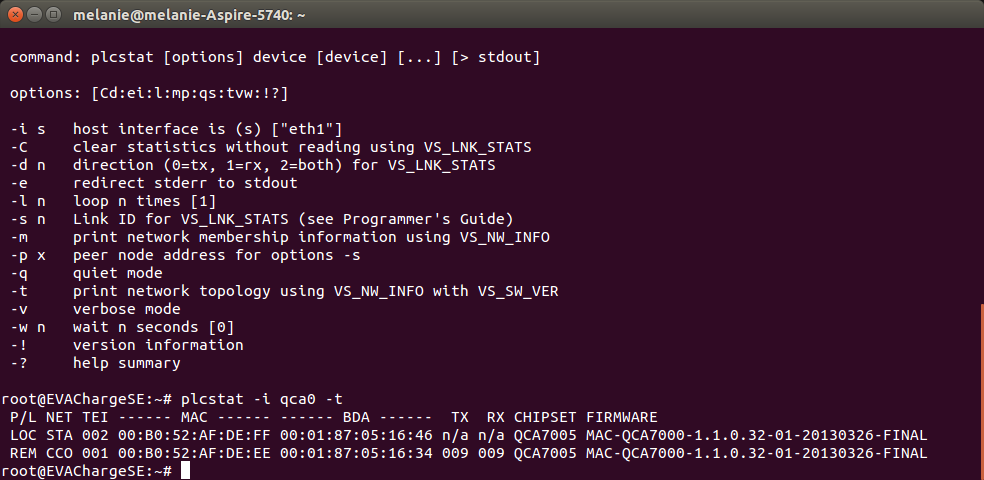 melanie@melanie-Aspire-5740: ~
command: plcstat [options] device [device] [...] [> stdout]
options: [Cd:ei:l:mp:qs:tvw:!?]
-i s   host interface is (s) ["eth1"]
-C     clear statistics without reading using VS_LNK_STATS
-d n   direction (0=tx, 1=rx, 2=both) for VS_LNK_STATS
-e     redirect stderr to stdout
-l n   loop n times [1]
-s n   Link ID for VS_LNK_STATS (see Programmer's Guide)
-m     print network membership information using VS_NW_INFO
-p x   peer node address for options -s
-q     quiet mode
-t     print network topology using VS_NW_INFO with VS_SW_VER
-v     verbose mode
-w n   wait n seconds [0]
-!     version information
-?     help summary
root@EVAChargeSE:~# plcstat -i qca0 -t
P/L NET TEI ------ MAC ------ ------ BDA ------  TX  RX CHIPSET FIRMWARE
LOC STA 002 00:B0:52:AF:DE:FF 00:01:87:05:16:46 n/a n/a QCA7005 MAC-QCA7000-1.1.0.32-01-20130326-FINAL
REM CCO 001 00:B0:52:AF:DE:EE 00:01:87:05:16:34 009 009 QCA7005 MAC-QCA7000-1.1.0.32-01-20130326-FINAL
root@EVAChargeSE:~#